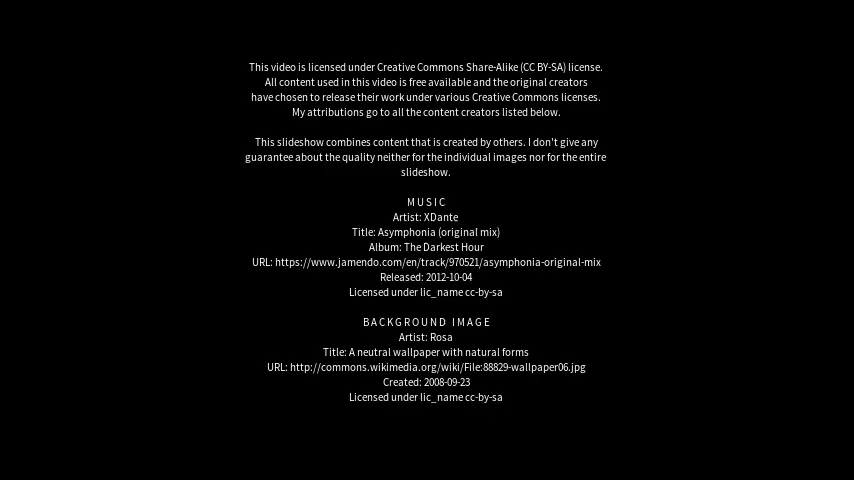 This video is licensed under Creative Commons Share-Alike (CC BY-SA) license.
All content used in this video is free available and the original creators
have chosen to release their work under various Creative Commons licenses.
My attributions go to all the content creators listed below.
This slideshow combines content that is created by others. I don't give any
guarantee about the quality neither for the individual images nor for the entire
slideshow.
MUSIC
Artist: XDante
Title: Asymphonia (original mix)
Album: The Darkest Hour
URL: https://www.jamendo.com/en/track/970521/asymphonia-original-mix
Released: 2012-10-04
Licensed under lic_name cc-by-sa
BACKGROUND IMAGE
Artist: Rosa
Title: A neutral wallpaper with natural forms
URL: http://commons.wikimedia.org/wiki/File:88829-wallpaper06.jpg
Created: 2008-09-23
Licensed under lic_name cc-by-sa